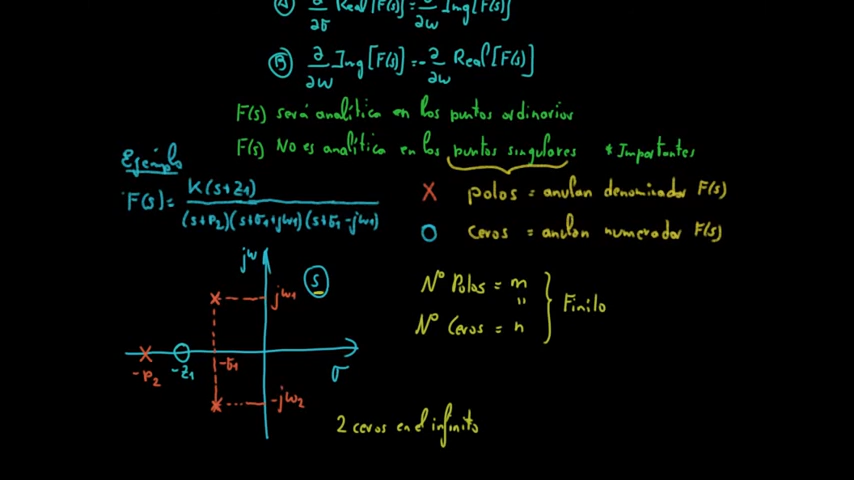 Ⓐ ∂/∂σ Real[F(s)] = ∂/∂w Img[F(s)]
Ⓑ ∂/∂w Img[F(s)] = - ∂/∂w Real[F(s)]
F(s) será analítica en los puntos ordinarios
F(s) No es analítica en los puntos singulares * Importantes
Ejemplo
F(s) = K(s+z1) / (s+p2)(s+σ1+jw1)(s+σ1-jw1)
X polos = anulan denominador F(s)
O ceros = anulan numerador F(s)
jw
s
jw1
-p2
-z1
-σ1
σ
-jw2
Nº Polos = m
"
Nº Ceros = n
Finito
2 ceros en el infinito